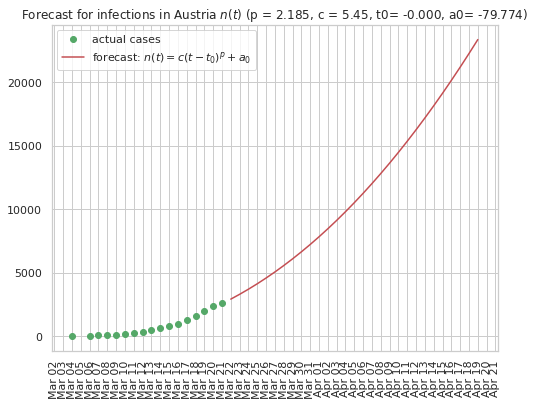 Forecast for infections in Austria n(t) (p = 2.185, c = 5.45, t0= -0.000, a0= -79.774)
actual cases
forecast: n(t) = c(t − t₀)ᵖ + a₀
20000
15000
10000
5000
0
Mar 02
Mar 03
Mar 04
Mar 05
Mar 06
Mar 07
Mar 08
Mar 09
Mar 10
Mar 11
Mar 12
Mar 13
Mar 14
Mar 15
Mar 16
Mar 17
Mar 18
Mar 19
Mar 20
Mar 21
Mar 22
Mar 23
Mar 24
Mar 25
Mar 26
Mar 27
Mar 28
Mar 29
Mar 30
Mar 31
Apr 01
Apr 02
Apr 03
Apr 04
Apr 05
Apr 06
Apr 07
Apr 08
Apr 09
Apr 10
Apr 11
Apr 12
Apr 13
Apr 14
Apr 15
Apr 16
Apr 17
Apr 18
Apr 19
Apr 20
Apr 21